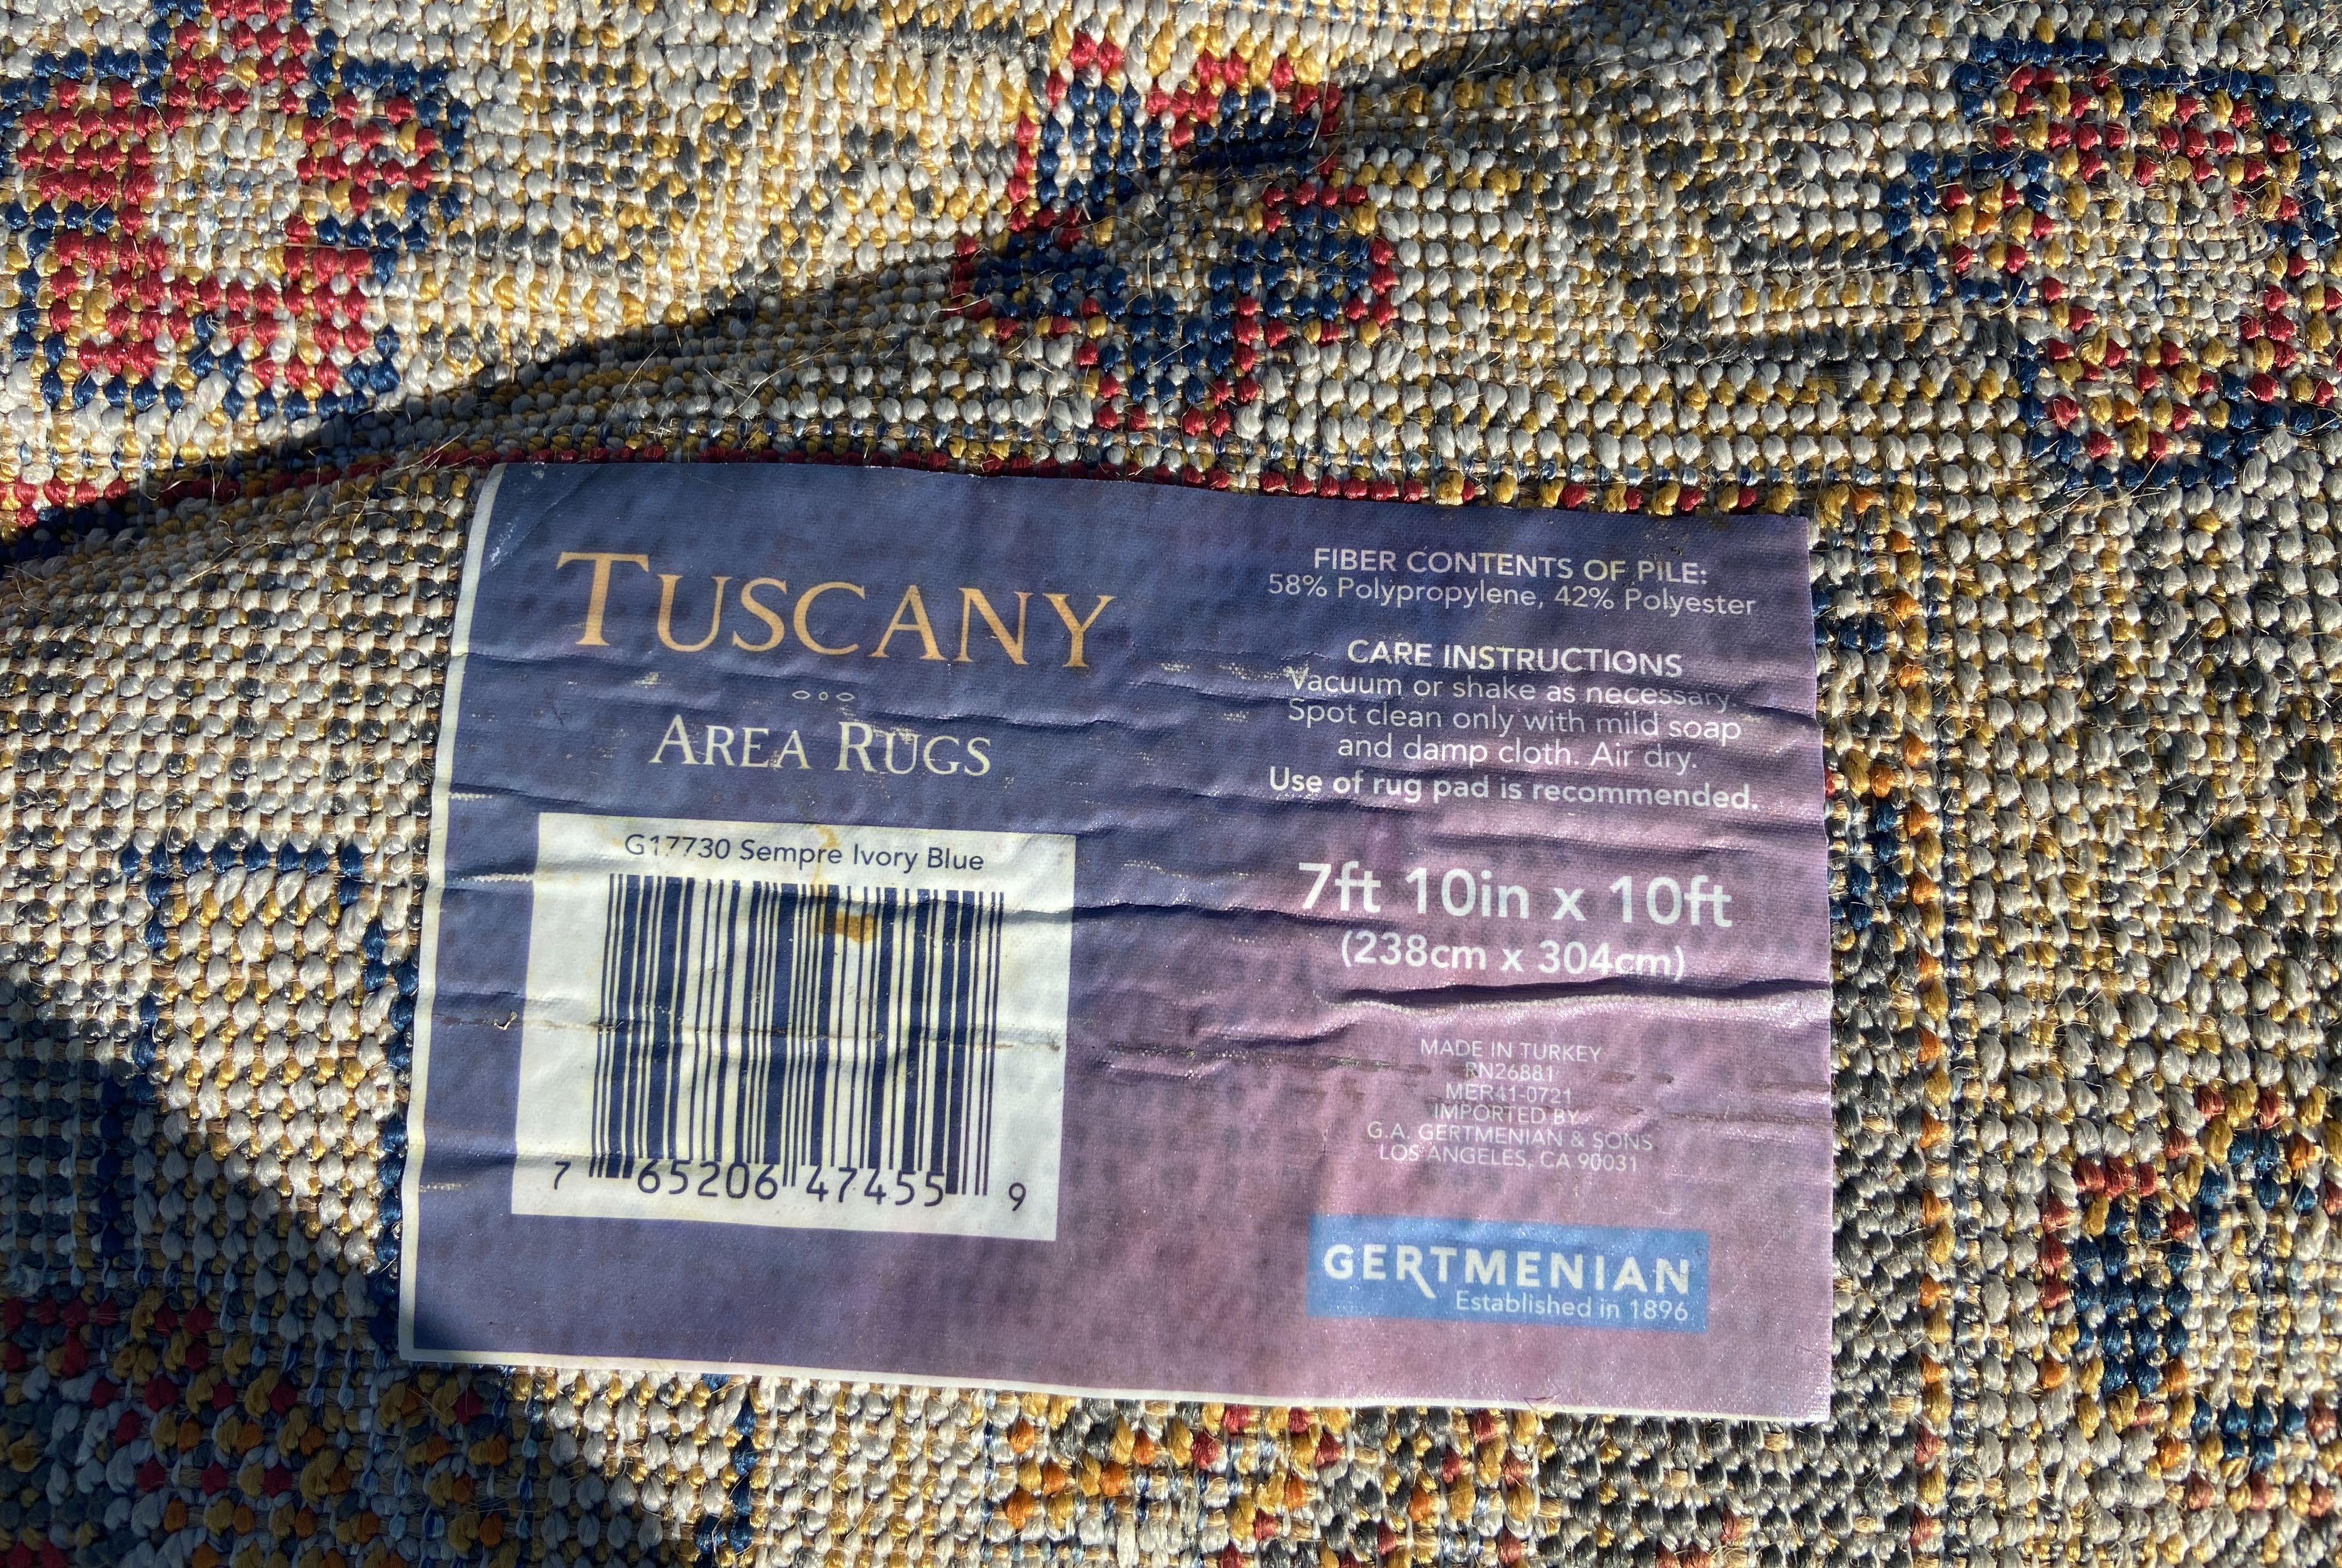 TUSCANY
AREA RUGS
G17730 Sempre Ivory Blue
7 65206 47455 9
FIBER CONTENTS OF PILE:
58% Polypropylene, 42% Polyester
CARE INSTRUCTIONS
Vacuum or shake as necessary.
Spot clean only with mild soap
and damp cloth. Air dry.
Use of rug pad is recommended.
7ft 10in x 10ft
(238cm x 304cm)
MADE IN TURKEY
RN26881
MER41-0721
IMPORTED BY
G.A. GERTMENIAN & SONS
LOS ANGELES, CA 90031
GERTMENIAN
Established in 1896